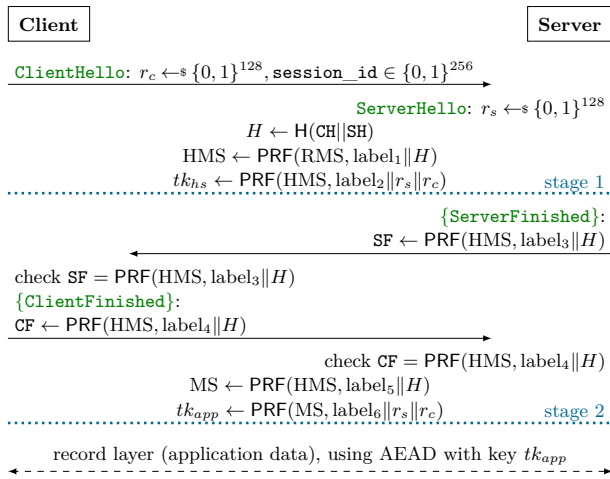 Client Server
ClientHello: r_c ←$ {0, 1}^128, session_id ∈ {0, 1}^256
ServerHello: r_s ←$ {0, 1}^128
H ← H(CH||SH)
HMS ← PRF(RMS, label_1‖H)
tk_hs ← PRF(HMS, label_2‖r_s‖r_c)
stage 1
{ServerFinished}:
SF ← PRF(HMS, label_3‖H)
check SF = PRF(HMS, label_3‖H)
{ClientFinished}:
CF ← PRF(HMS, label_4‖H)
check CF = PRF(HMS, label_4‖H)
MS ← PRF(HMS, label_5‖H)
tk_app ← PRF(MS, label_6‖r_s‖r_c)
stage 2
record layer (application data), using AEAD with key tk_app